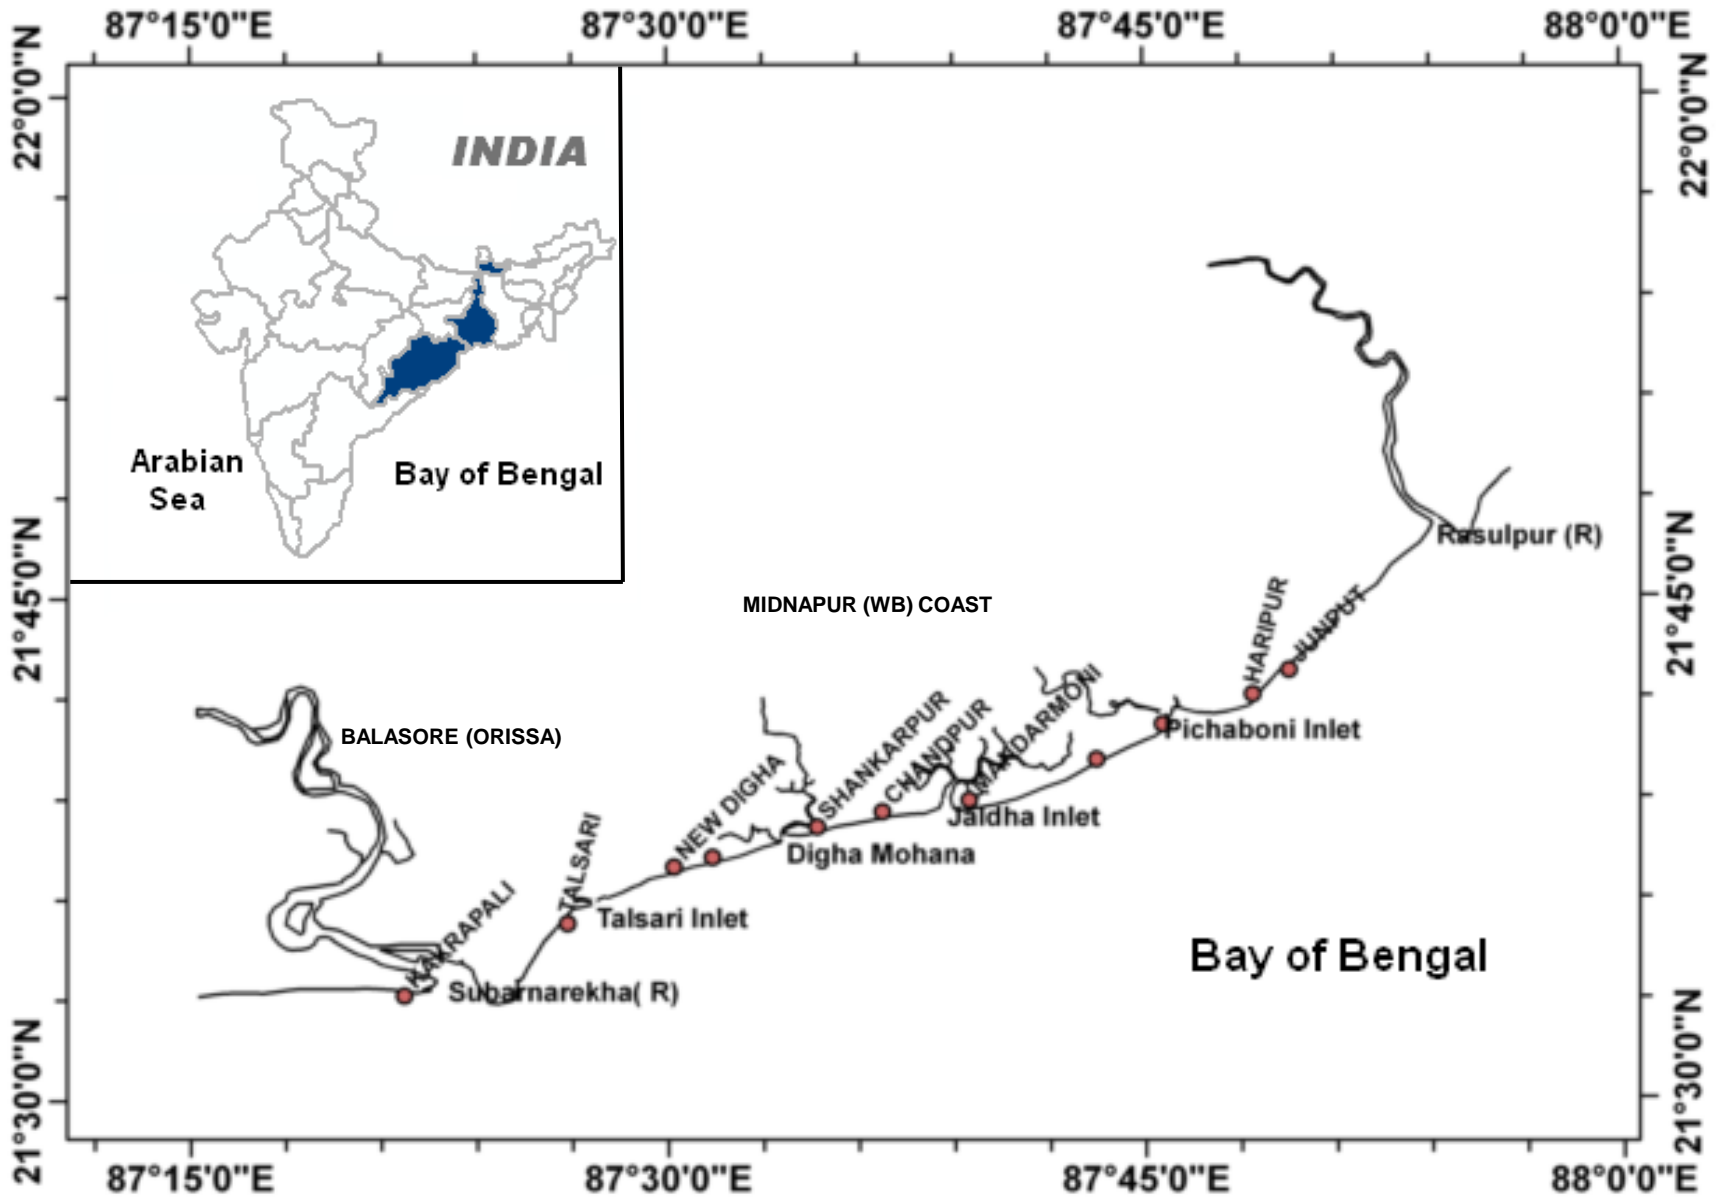 87°15'0"E
87°30'0"E
87°45'0"E
88°0'0"E
22°0'0"N
22°0'0"N
INDIA
Arabian
Sea
Bay of Bengal
21°45'0"N
21°45'0"N
Rasulpur (R)
MIDNAPUR (WB) COAST
HARIPUR
JUNPUT
BALASORE (ORISSA)
Pichaboni Inlet
MANDARMONI
CHANDPUR
SHANKARPUR
NEW DIGHA
Jaldha Inlet
Digha Mohana
TALSARI
Talsari Inlet
KAKRAPALI
Subarnarekha( R)
Bay of Bengal
21°30'0"N
21°30'0"N
87°15'0"E
87°30'0"E
87°45'0"E
88°0'0"E